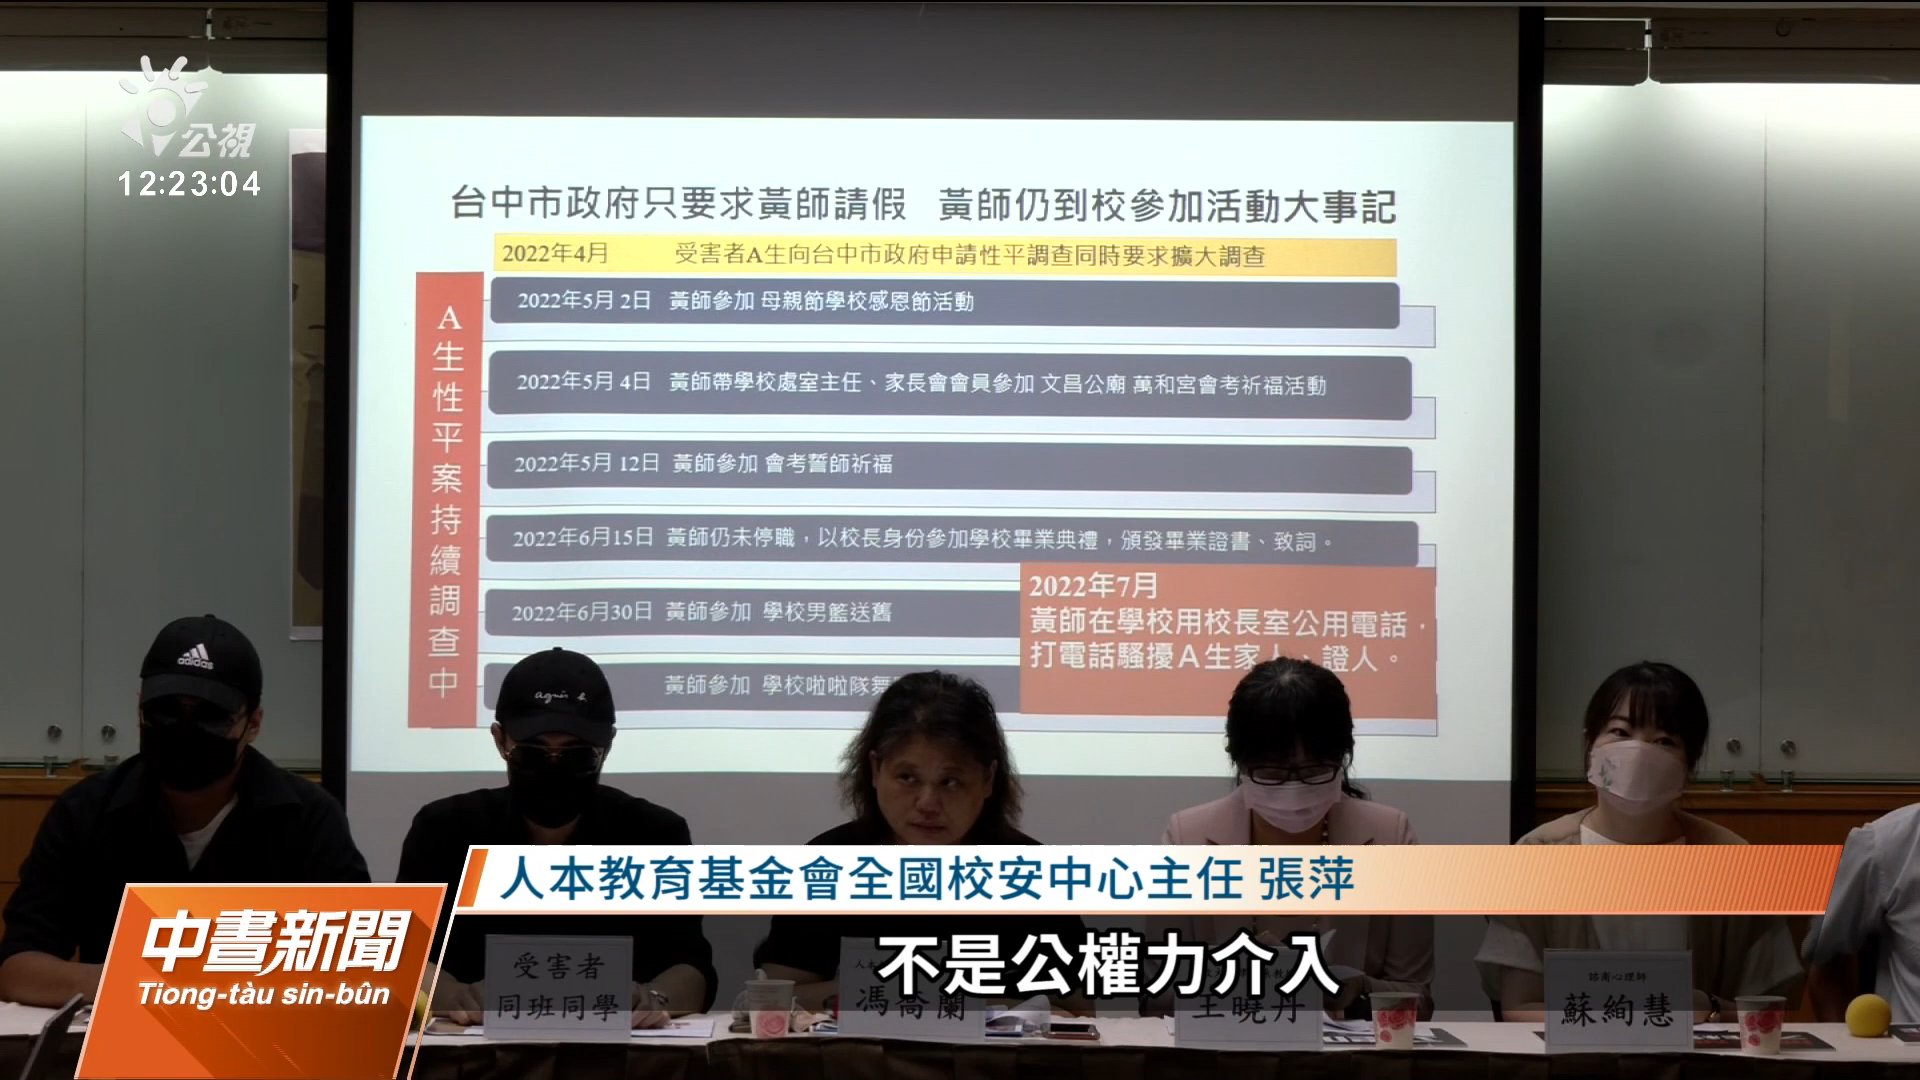 公視
12:23:04
台中市政府只要求黃師請假 黃師仍到校參加活動大事記
2022年4月 受害者A生向台中市政府申請性平調查同時要求擴大調查
A生性平案持續調查中
2022年5月 2日 黃師參加 母親節學校感恩節活動
2022年5月 4日 黃師帶學校處室主任、家長會會員參加 文昌公廟 萬和宮會考祈福活動
2022年5月 12日 黃師參加 會考誓師祈福
2022年6月15日 黃師仍未停職，以校長身份參加學校畢業典禮，頒發畢業證書、致詞。
2022年6月30日 黃師參加 學校男籃送舊
黃師參加 學校啦啦隊舞
2022年7月
黃師在學校用校長室公用電話，
打電話騷擾A生家人、證人。
adidas
agnès b.
人本教育基金會全國校安中心主任 張萍
中晝新聞
Tiong-tàu sin-bûn
不是公權力介入
受害者
同班同學
馮喬蘭
王曉丹
諮商心理師
蘇絢慧